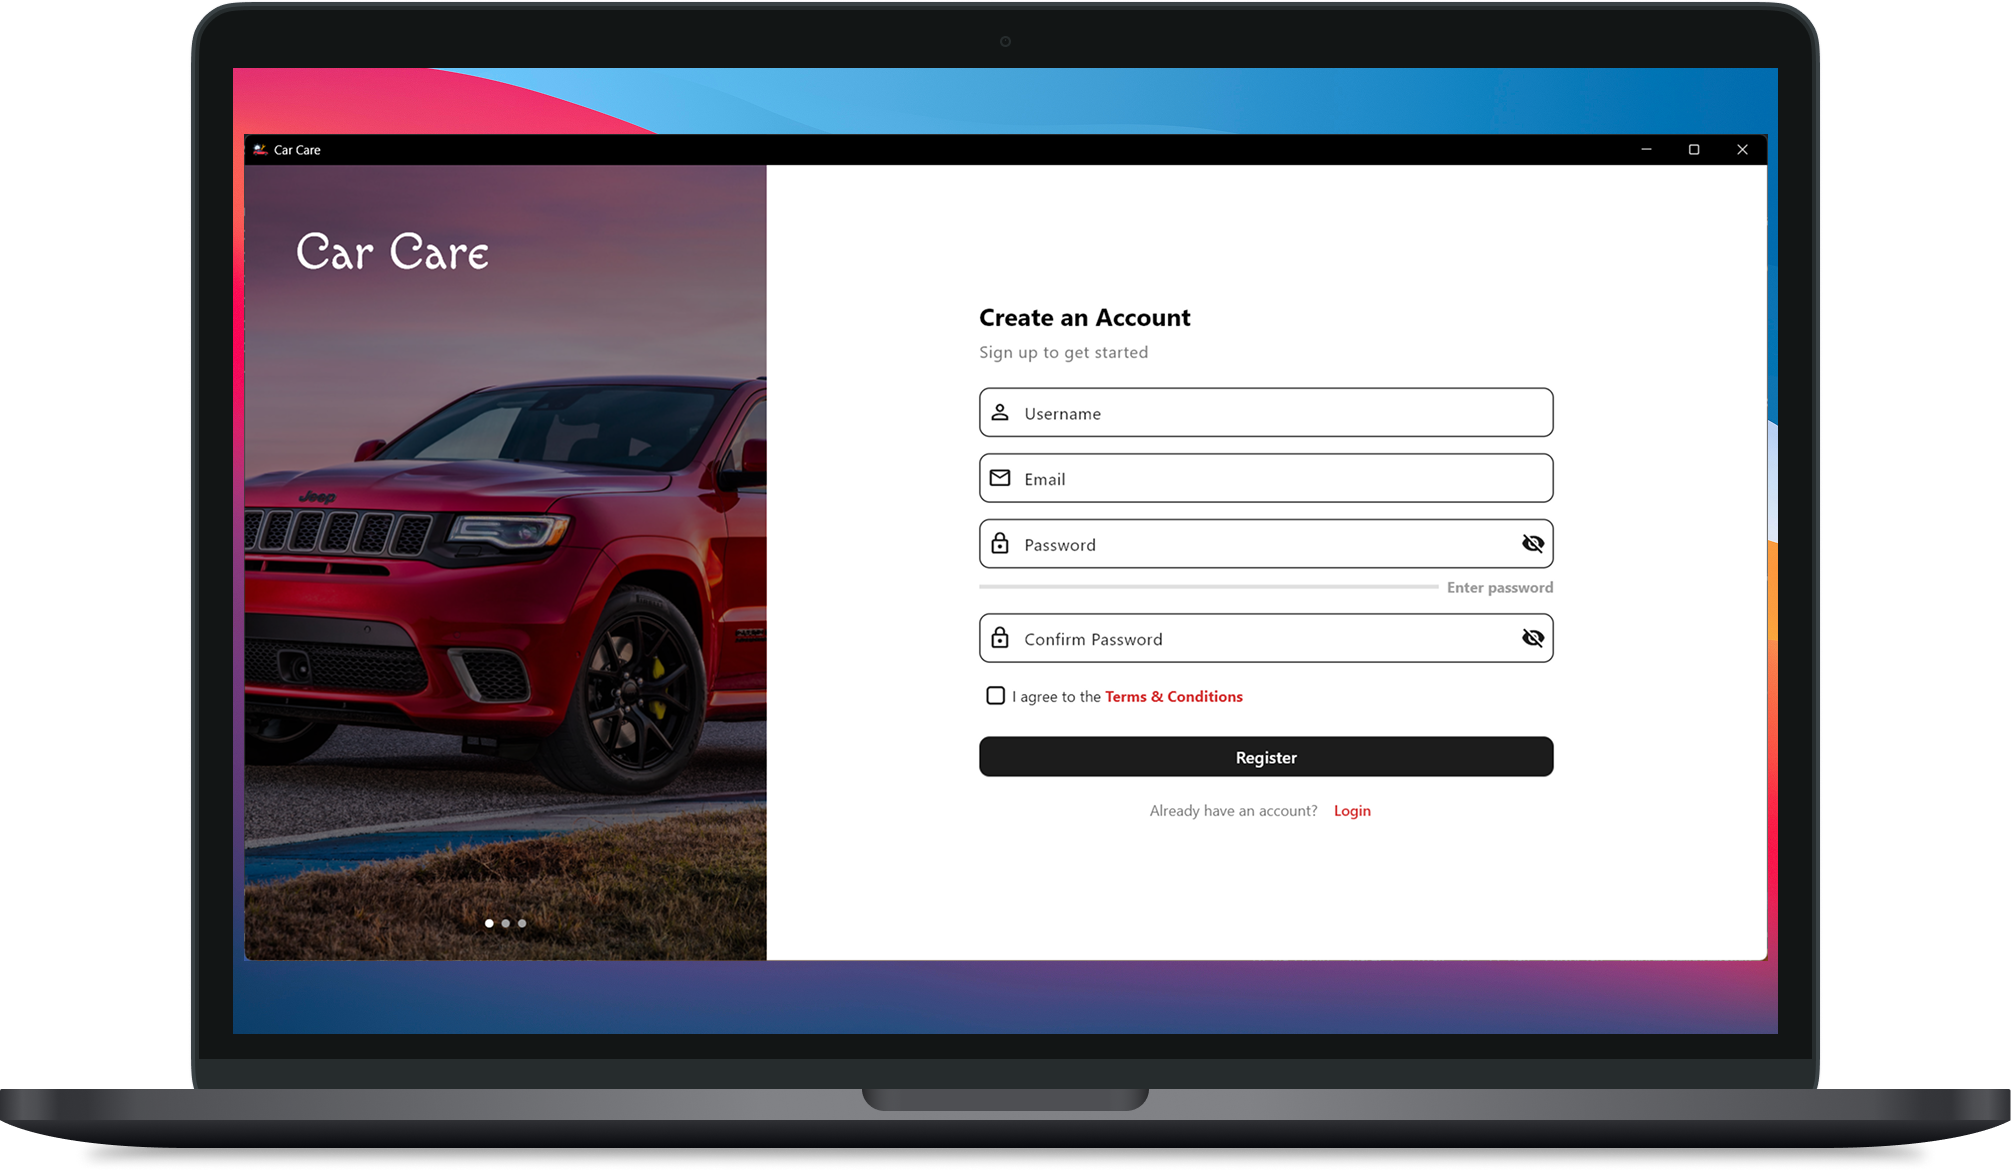 Car Care
Car Care
Jeep
Create an Account
Sign up to get started
Username
Email
Password
Enter password
Confirm Password
I agree to the Terms & Conditions
Register
Already have an account? Login